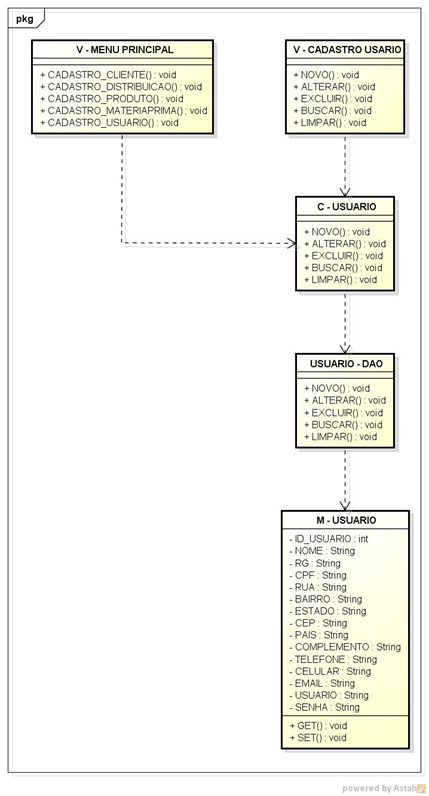 pkg
V - MENU PRINCIPAL
+ CADASTRO_CLIENTE() : void
+ CADASTRO_DISTRIBUICAO() : void
+ CADASTRO_PRODUTO() : void
+ CADASTRO_MATERIAPRIMA() : void
+ CADASTRO_USUARIO() : void
V - CADASTRO USARIO
+ NOVO() : void
+ ALTERAR() : void
+ EXCLUIR() : void
+ BUSCAR() : void
+ LIMPAR() : void
C - USUARIO
+ NOVO() : void
+ ALTERAR() : void
+ EXCLUIR() : void
+ BUSCAR() : void
+ LIMPAR() : void
USUARIO - DAO
+ NOVO() : void
+ ALTERAR() : void
+ EXCLUIR() : void
+ BUSCAR() : void
+ LIMPAR() : void
M - USUARIO
- ID_USUARIO : int
- NOME : String
- RG : String
- CPF : String
- RUA : String
- BAIRRO : String
- ESTADO : String
- CEP : String
- PAIS : String
- COMPLEMENTO : String
- TELEFONE : String
- CELULAR : String
- EMAIL : String
- USUARIO : String
- SENHA : String
+ GET() : void
+ SET() : void
powered by Astah